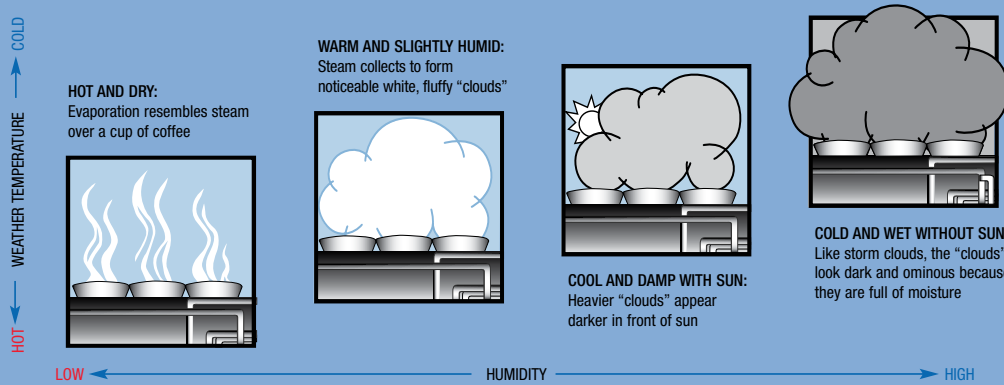 COLD
WEATHER TEMPERATURE
HOT
HOT AND DRY:
Evaporation resembles steam
over a cup of coffee
WARM AND SLIGHTLY HUMID:
Steam collects to form
noticeable white, fluffy “clouds”
COOL AND DAMP WITH SUN:
Heavier “clouds” appear
darker in front of sun
COLD AND WET WITHOUT SUN
Like storm clouds, the “clouds”
look dark and ominous because
they are full of moisture
LOW
HUMIDITY
HIGH